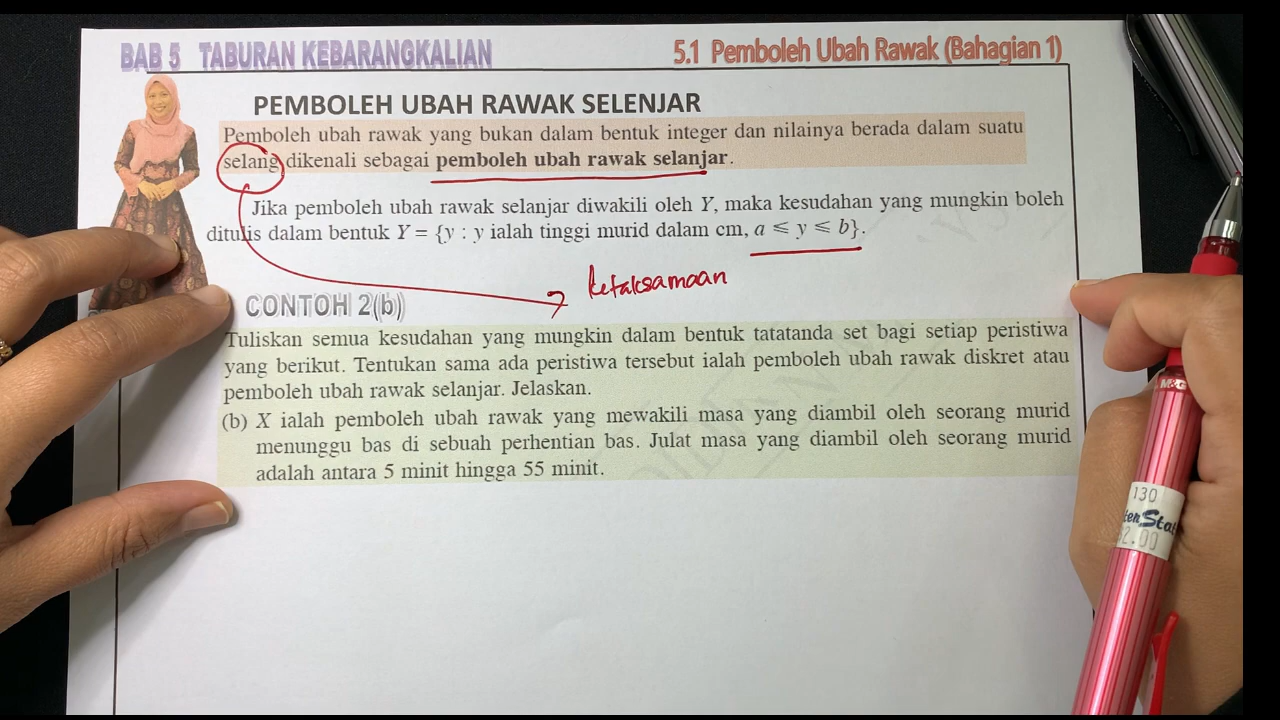 BAB 5 TABURAN KEBARANGKALIAN
5.1 Pemboleh Ubah Rawak (Bahagian 1)
PEMBOLEH UBAH RAWAK SELENJAR
Pemboleh ubah rawak yang bukan dalam bentuk integer dan nilainya berada dalam suatu
selang dikenali sebagai pemboleh ubah rawak selanjar.
Jika pemboleh ubah rawak selanjar diwakili oleh Y, maka kesudahan yang mungkin boleh
ditulis dalam bentuk Y = {y : y ialah tinggi murid dalam cm, a ⩽ y ⩽ b}.
ketaksamaan
CONTOH 2(b)
Tuliskan semua kesudahan yang mungkin dalam bentuk tatatanda set bagi setiap peristiwa
yang berikut. Tentukan sama ada peristiwa tersebut ialah pemboleh ubah rawak diskret atau
pemboleh ubah rawak selanjar. Jelaskan.
(b) X ialah pemboleh ubah rawak yang mewakili masa yang diambil oleh seorang murid
menunggu bas di sebuah perhentian bas. Julat masa yang diambil oleh seorang murid
adalah antara 5 minit hingga 55 minit.
M&G
130
2.00